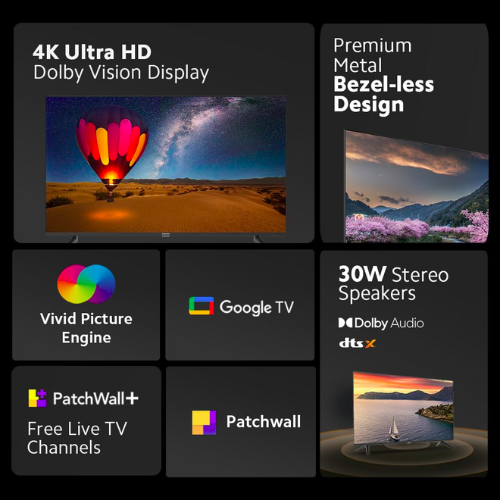 4K Ultra HD
Dolby Vision Display
Premium
Metal
Bezel-less
Design
Vivid Picture
Engine
Google TV
30W Stereo
Speakers
Dolby Audio
dts X
PatchWall+
Free Live TV
Channels
Patchwall